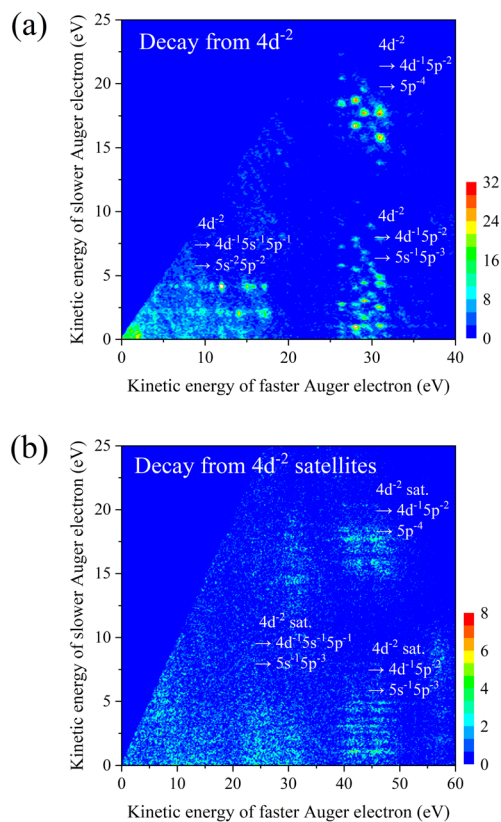 (a)
Decay from 4d⁻²
4d⁻²
→ 4d⁻¹5p⁻²
→ 5p⁻⁴
4d⁻²
→ 4d⁻¹5s⁻¹5p⁻¹
→ 5s⁻²5p⁻²
4d⁻²
→ 4d⁻¹5p⁻²
→ 5s⁻¹5p⁻³
25
20
15
10
5
0
0 10 20 30 40
Kinetic energy of slower Auger electron (eV)
Kinetic energy of faster Auger electron (eV)
32
24
16
8
0
(b)
Decay from 4d⁻² satellites
4d⁻² sat.
→ 4d⁻¹5p⁻²
→ 5p⁻⁴
4d⁻² sat.
→ 4d⁻¹5s⁻¹5p⁻¹
→ 5s⁻¹5p⁻³
4d⁻² sat.
→ 4d⁻¹5p⁻²
→ 5s⁻¹5p⁻³
25
20
15
10
5
0
0 10 20 30 40 50 60
Kinetic energy of slower Auger electron (eV)
Kinetic energy of faster Auger electron (eV)
8
6
4
2
0